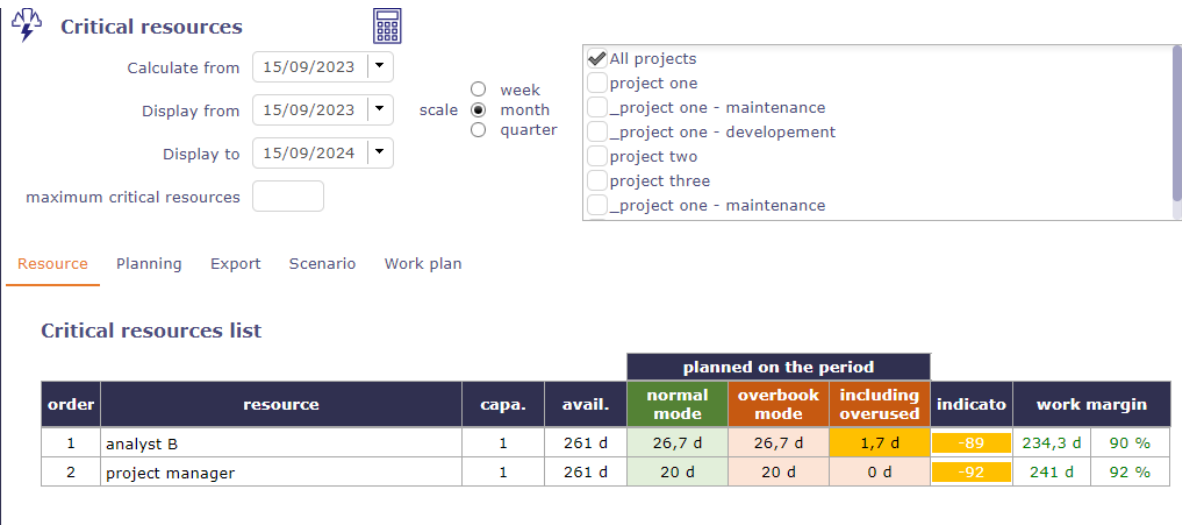 Critical resources
Calculate from 15/09/2023
Display from 15/09/2023
Display to 15/09/2024
maximum critical resources
scale
week
month
quarter
All projects
project one
_project one - maintenance
_project one - developement
project two
project three
_project one - maintenance
Resource Planning Export Scenario Work plan
Critical resources list
planned on the period
order resource capa. avail. normal mode overbook mode including overused indicato work margin
1 analyst B 1 261 d 26,7 d 26,7 d 1,7 d -89 234,3 d 90 %
2 project manager 1 261 d 20 d 20 d 0 d -92 241 d 92 %